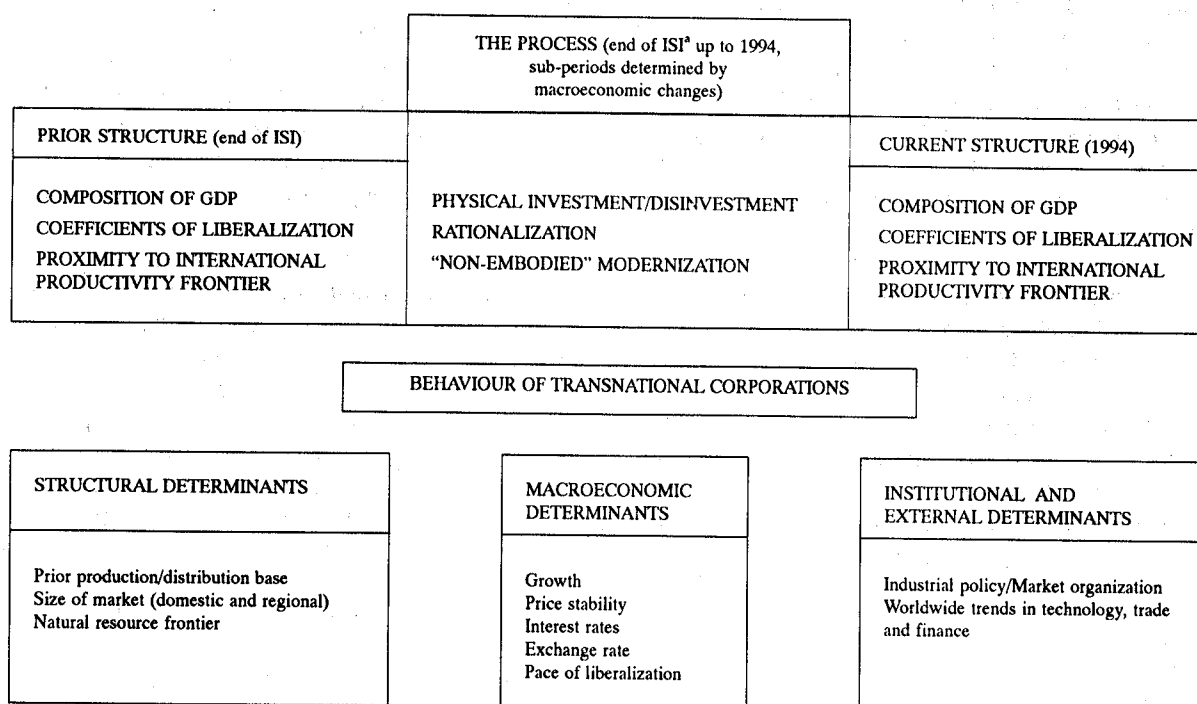 THE PROCESS (end of ISIᵃ up to 1994,
sub-periods determined by
macroeconomic changes)
PRIOR STRUCTURE (end of ISI)
COMPOSITION OF GDP
COEFFICIENTS OF LIBERALIZATION
PROXIMITY TO INTERNATIONAL
PRODUCTIVITY FRONTIER
PHYSICAL INVESTMENT/DISINVESTMENT
RATIONALIZATION
“NON-EMBODIED” MODERNIZATION
CURRENT STRUCTURE (1994)
COMPOSITION OF GDP
COEFFICIENTS OF LIBERALIZATION
PROXIMITY TO INTERNATIONAL
PRODUCTIVITY FRONTIER
BEHAVIOUR OF TRANSNATIONAL CORPORATIONS
STRUCTURAL DETERMINANTS
Prior production/distribution base
Size of market (domestic and regional)
Natural resource frontier
MACROECONOMIC
DETERMINANTS
Growth
Price stability
Interest rates
Exchange rate
Pace of liberalization
INSTITUTIONAL AND
EXTERNAL DETERMINANTS
Industrial policy/Market organization
Worldwide trends in technology, trade
and finance